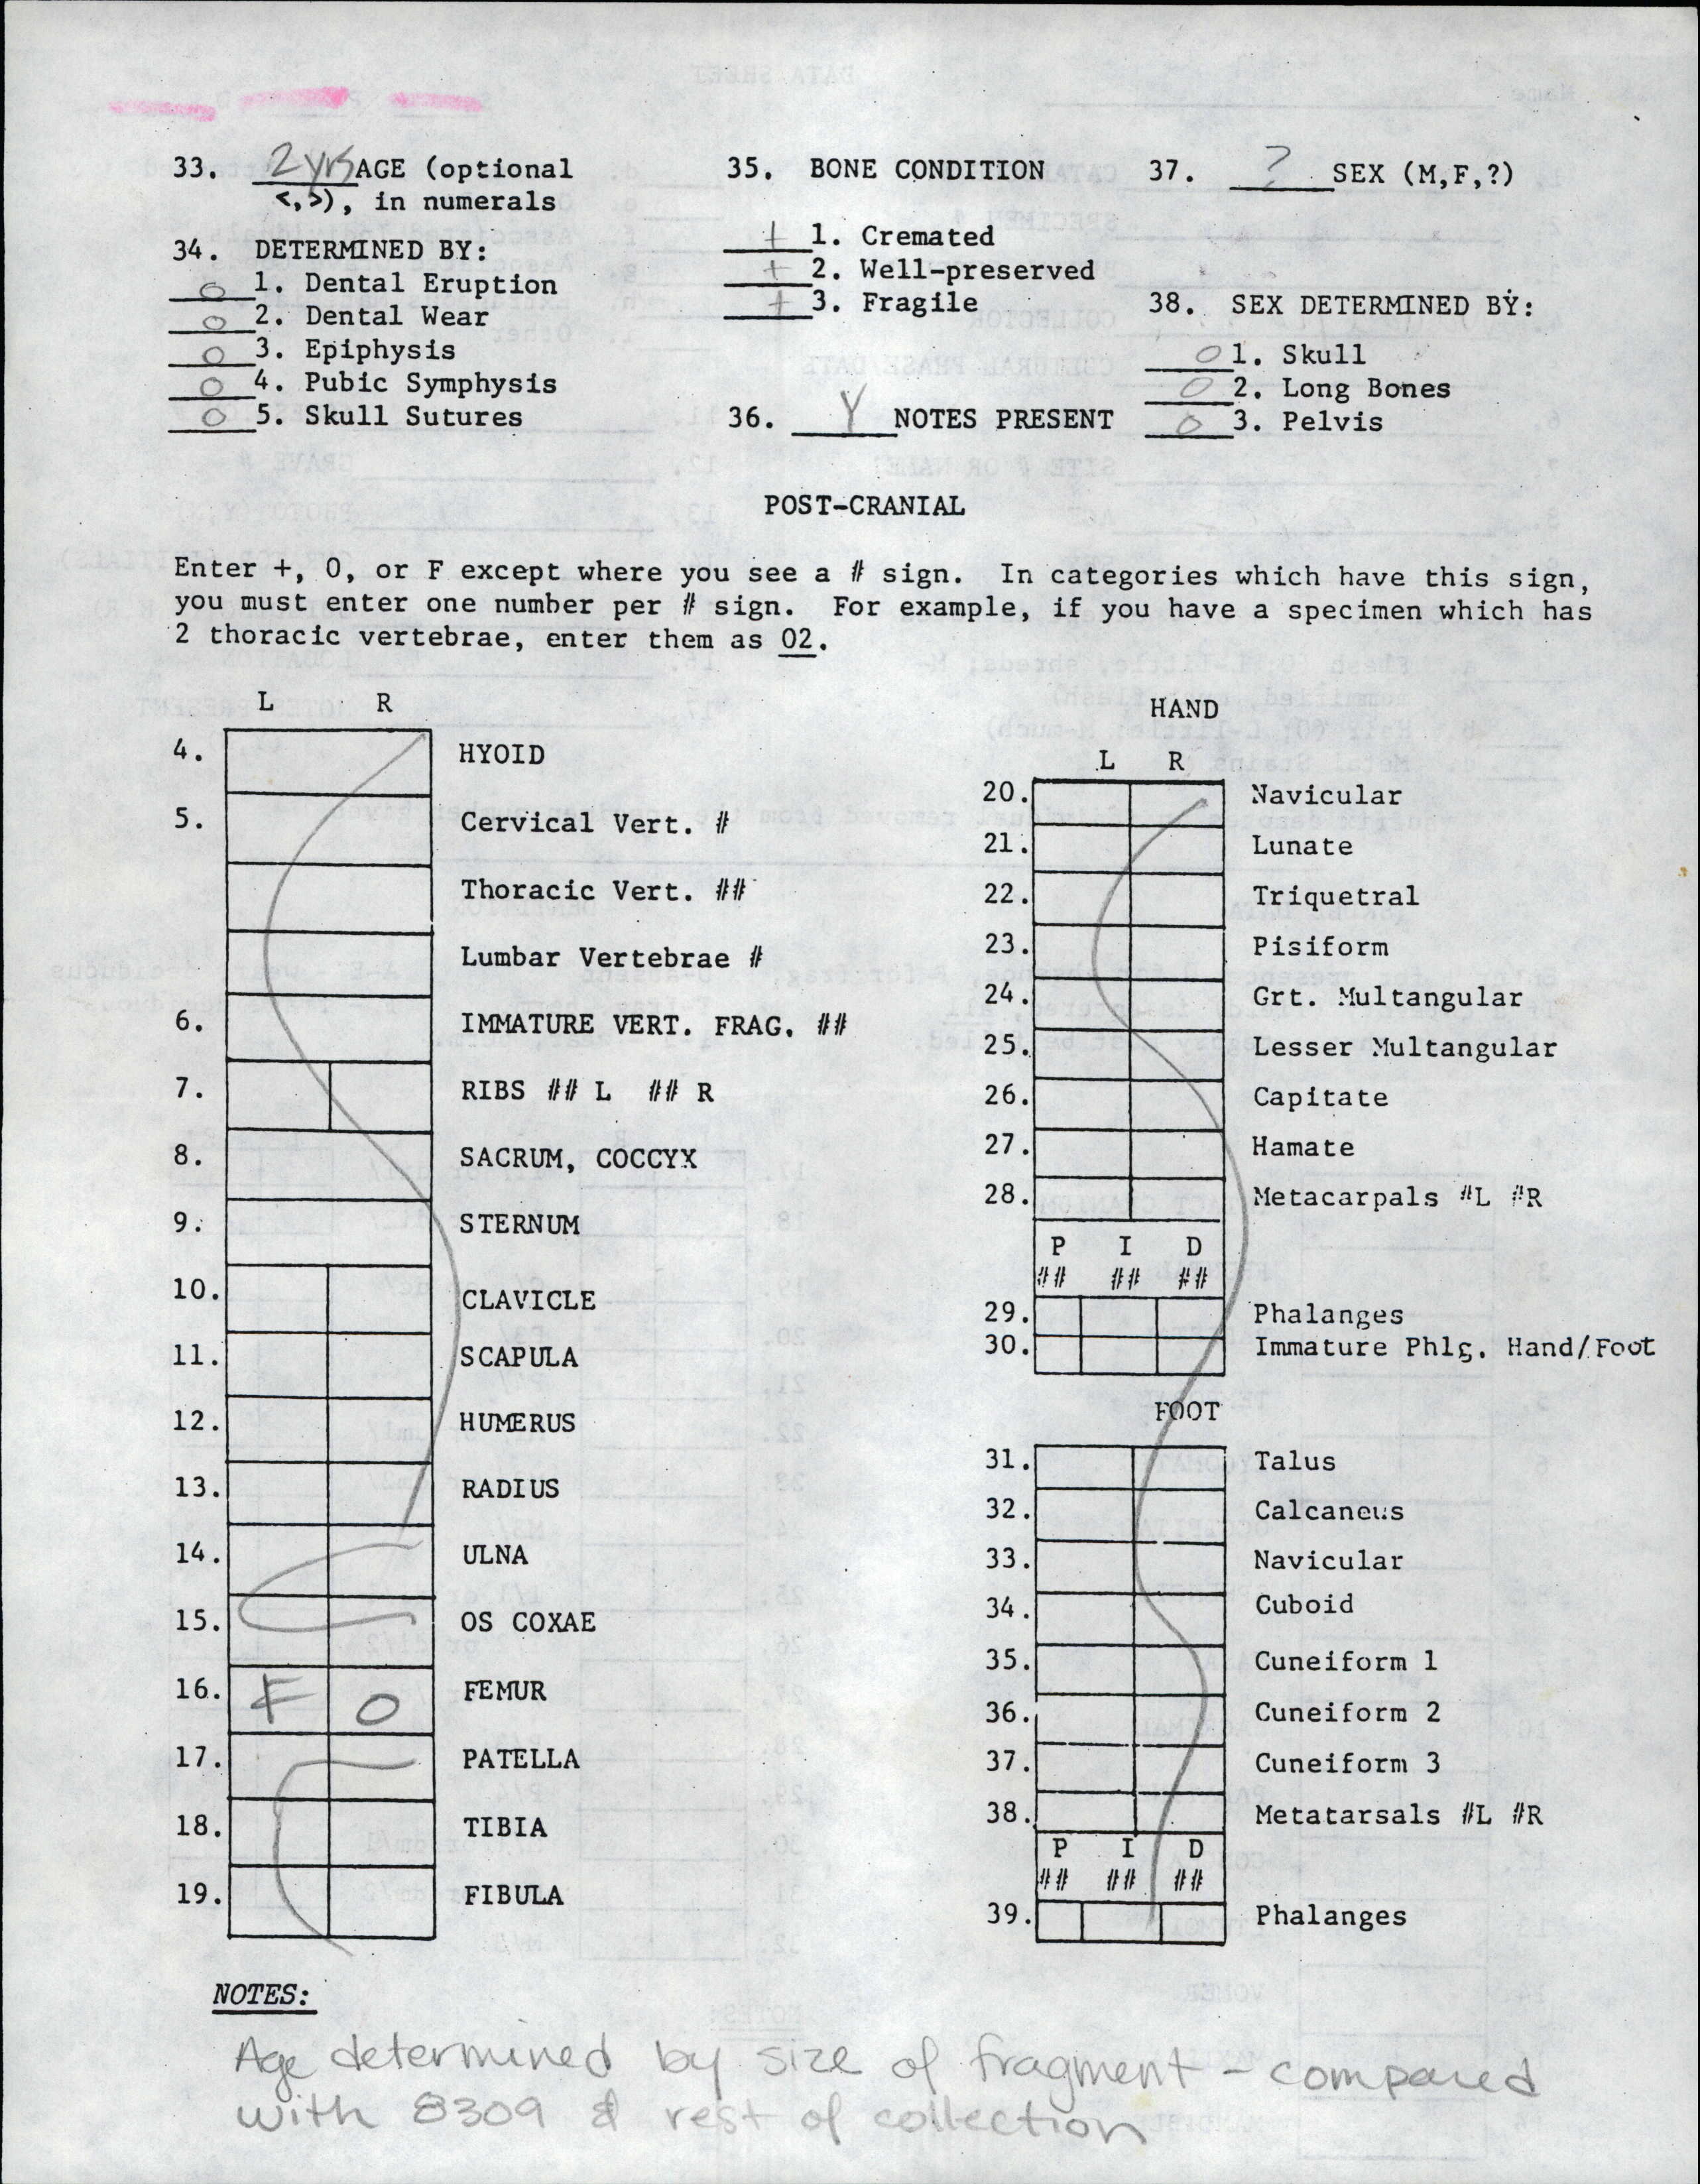 33. 2 yrs AGE (optional
<,>), in numerals
34. DETERMINED BY:
0 1. Dental Eruption
0 2. Dental Wear
0 3. Epiphysis
0 4. Pubic Symphysis
0 5. Skull Sutures
35. BONE CONDITION
+ 1. Cremated
+ 2. Well-preserved
+ 3. Fragile
36. Y NOTES PRESENT
37. ? SEX (M,F,?)
38. SEX DETERMINED BY:
0 1. Skull
0 2. Long Bones
0 3. Pelvis
POST-CRANIAL
Enter +, 0, or F except where you see a # sign. In categories which have this sign,
you must enter one number per # sign. For example, if you have a specimen which has
2 thoracic vertebrae, enter them as 02.
L R
4. HYOID
5. Cervical Vert. #
Thoracic Vert. ##
Lumbar Vertebrae #
6. IMMATURE VERT. FRAG. ##
7. RIBS ## L ## R
8. SACRUM, COCCYX
9. STERNUM
10. CLAVICLE
11. SCAPULA
12. HUMERUS
13. RADIUS
14. ULNA
15. OS COXAE
16. F 0 FEMUR
17. PATELLA
18. TIBIA
19. FIBULA
HAND
L R
20. Navicular
21. Lunate
22. Triquetral
23. Pisiform
24. Grt. Multangular
25. Lesser Multangular
26. Capitate
27. Hamate
28. Metacarpals #L #R
P I D
## ## ##
29. Phalanges
30. Immature Phlg. Hand/Foot
FOOT
31. Talus
32. Calcaneus
33. Navicular
34. Cuboid
35. Cuneiform 1
36. Cuneiform 2
37. Cuneiform 3
38. Metatarsals #L #R
P I D
## ## ##
39. Phalanges
NOTES:
Age determined by size of fragment - compared
with 8309 & rest of collection